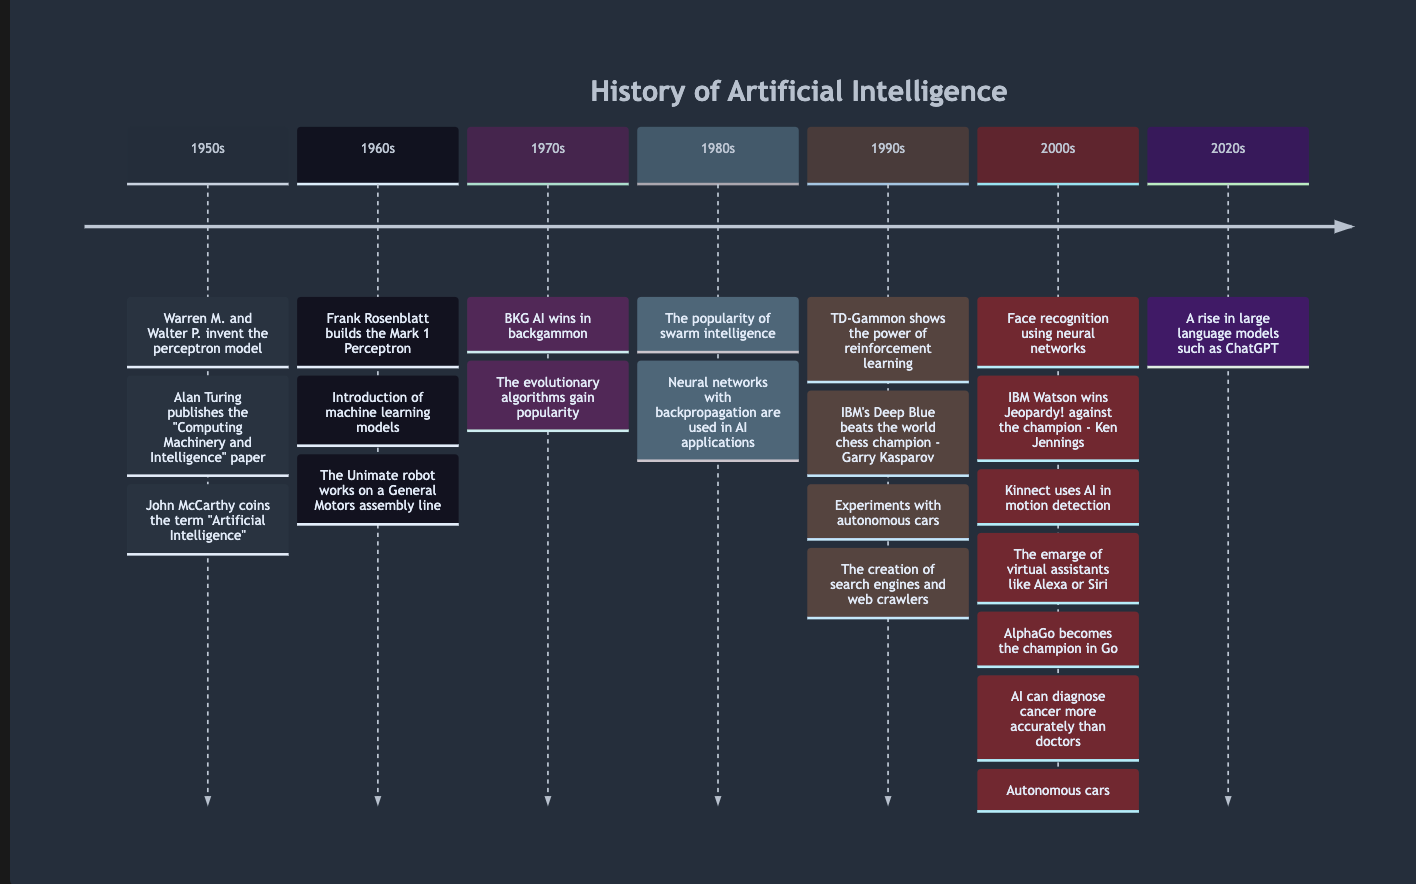 History of Artificial Intelligence
1950s
1960s
1970s
1980s
1990s
2000s
2020s
Warren M. and
Walter P. invent the
perceptron model
Alan Turing
publishes the
"Computing
Machinery and
Intelligence" paper
John McCarthy coins
the term "Artificial
Intelligence"
Frank Rosenblatt
builds the Mark 1
Perceptron
Introduction of
machine learning
models
The Unimate robot
works on a General
Motors assembly line
BKG AI wins in
backgammon
The evolutionary
algorithms gain
popularity
The popularity of
swarm intelligence
Neural networks
with
backpropagation are
used in AI
applications
TD-Gammon shows
the power of
reinforcement
learning
IBM's Deep Blue
beats the world
chess champion -
Garry Kasparov
Experiments with
autonomous cars
The creation of
search engines and
web crawlers
Face recognition
using neural
networks
IBM Watson wins
Jeopardy! against
the champion - Ken
Jennings
Kinnect uses AI in
motion detection
The emarge of
virtual assistants
like Alexa or Siri
AlphaGo becomes
the champion in Go
AI can diagnose
cancer more
accurately than
doctors
Autonomous cars
A rise in large
language models
such as ChatGPT